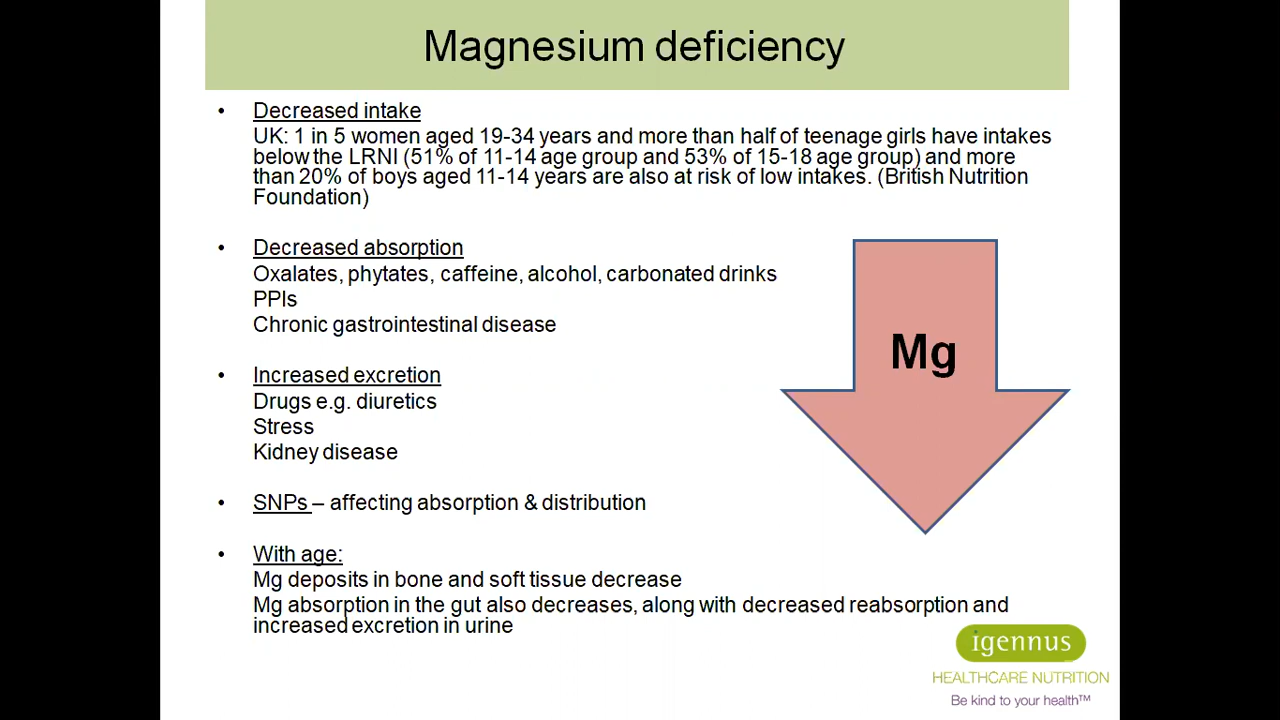 Magnesium deficiency
• Decreased intake
UK: 1 in 5 women aged 19-34 years and more than half of teenage girls have intakes
below the LRNI (51% of 11-14 age group and 53% of 15-18 age group) and more
than 20% of boys aged 11-14 years are also at risk of low intakes. (British Nutrition
Foundation)
• Decreased absorption
Oxalates, phytates, caffeine, alcohol, carbonated drinks
PPIs
Chronic gastrointestinal disease
• Increased excretion
Drugs e.g. diuretics
Stress
Kidney disease
• SNPs – affecting absorption & distribution
• With age:
Mg deposits in bone and soft tissue decrease
Mg absorption in the gut also decreases, along with decreased reabsorption and
increased excretion in urine
Mg
igennus
HEALTHCARE NUTRITION
Be kind to your health™